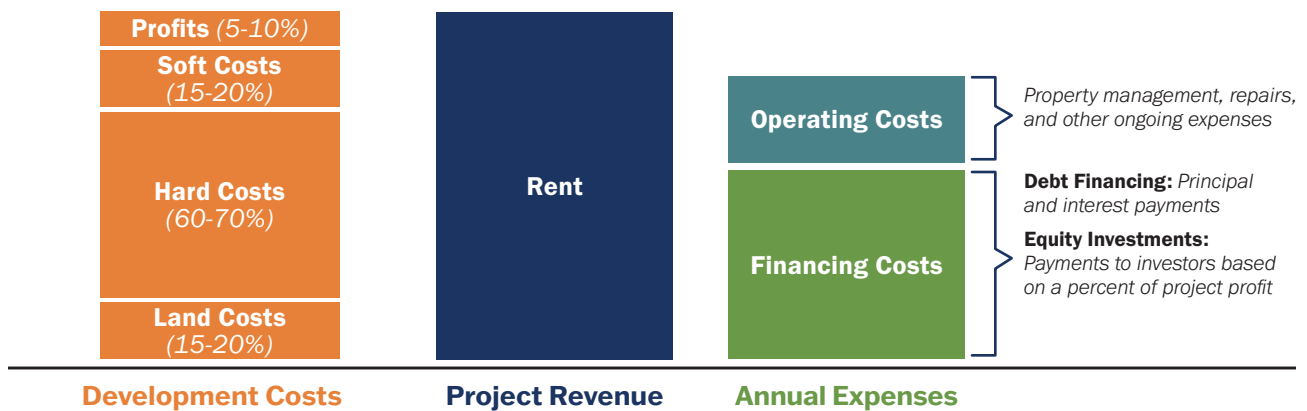 Profits (5-10%)
Soft Costs
(15-20%)
Hard Costs
(60-70%)
Land Costs
(15-20%)
Development Costs
Rent
Project Revenue
Operating Costs
Financing Costs
Annual Expenses
Property management, repairs,
and other ongoing expenses
Debt Financing: Principal
and interest payments
Equity Investments:
Payments to investors based
on a percent of project profit